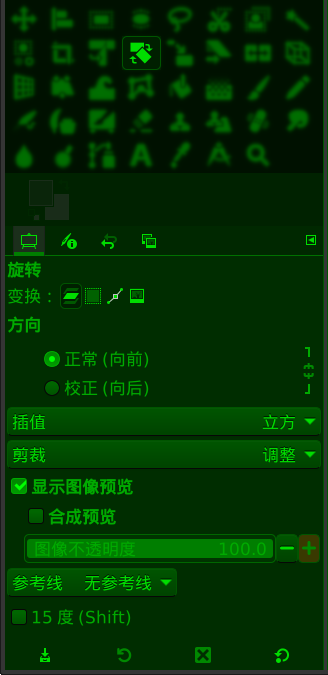 旋转
变换：
方向
正常 (向前)
校正 (向后)
插值 立方
剪裁 调整
显示图像预览
合成预览
图像不透明度 100.0
参考线 无参考线
15 度 (Shift)